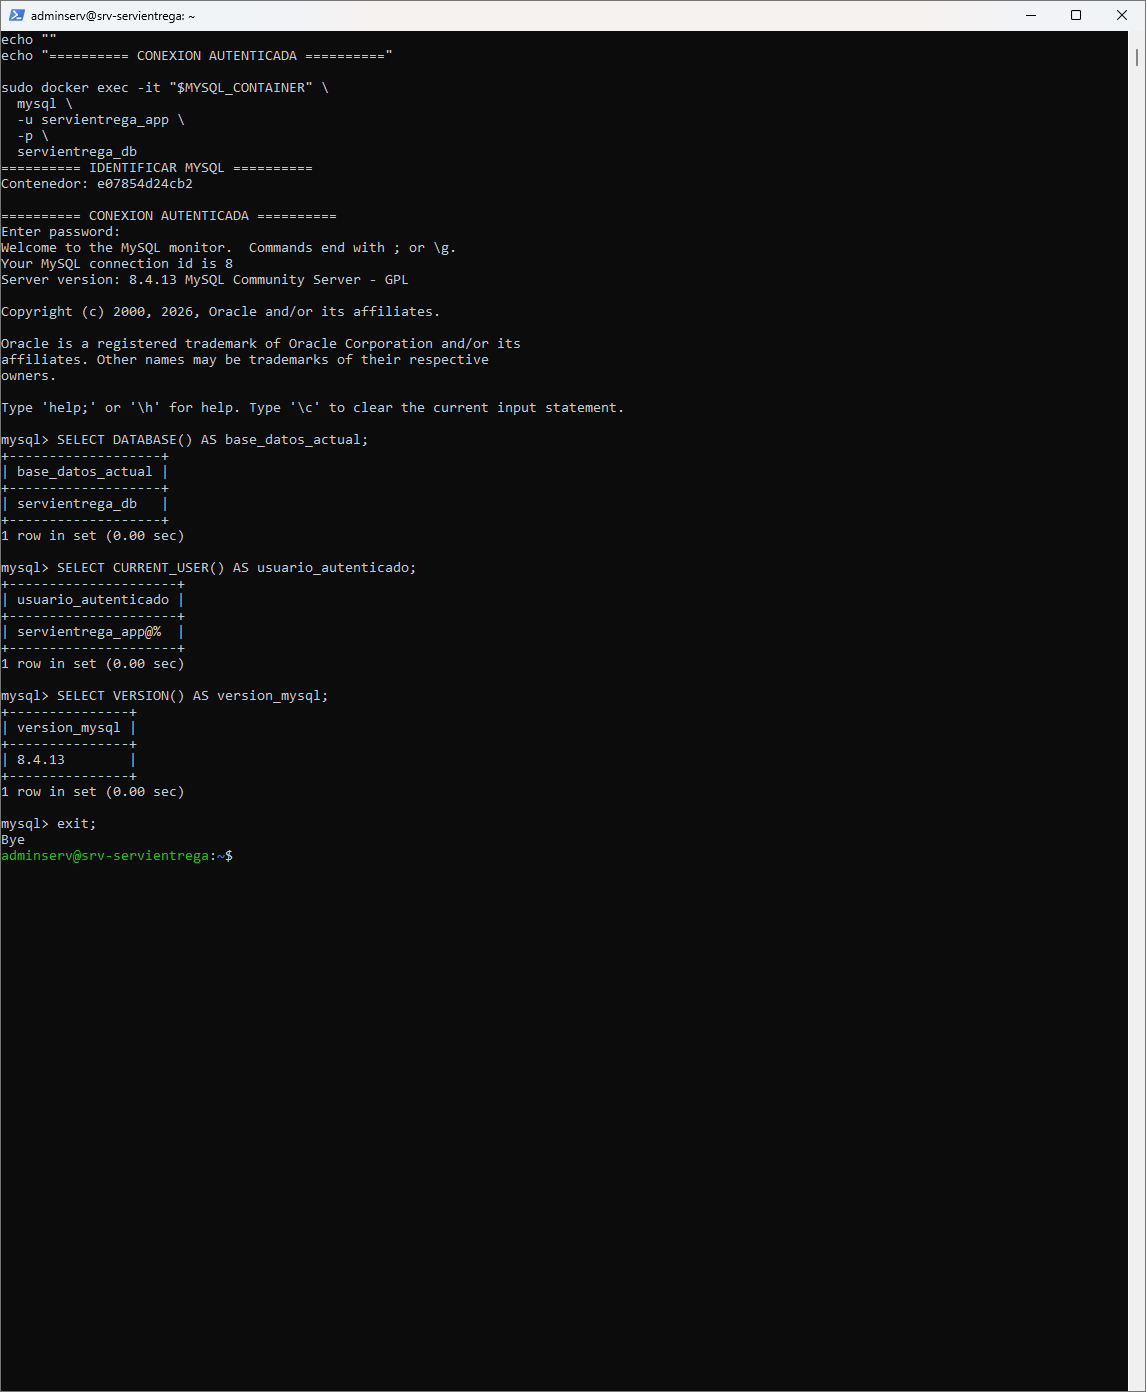 adminserv@srv-servientrega: ~
echo ""
echo "========== CONEXION AUTENTICADA =========="
sudo docker exec -it "$MYSQL_CONTAINER" \
  mysql \
  -u servientrega_app \
  -p \
  servientrega_db
========== IDENTIFICAR MYSQL ==========
Contenedor: e07854d24cb2
========== CONEXION AUTENTICADA ==========
Enter password:
Welcome to the MySQL monitor.  Commands end with ; or \g.
Your MySQL connection id is 8
Server version: 8.4.13 MySQL Community Server - GPL
Copyright (c) 2000, 2026, Oracle and/or its affiliates.
Oracle is a registered trademark of Oracle Corporation and/or its
affiliates. Other names may be trademarks of their respective
owners.
Type 'help;' or '\h' for help. Type '\c' to clear the current input statement.
mysql> SELECT DATABASE() AS base_datos_actual;
+-------------------+
| base_datos_actual |
+-------------------+
| servientrega_db   |
+-------------------+
1 row in set (0.00 sec)
mysql> SELECT CURRENT_USER() AS usuario_autenticado;
+---------------------+
| usuario_autenticado |
+---------------------+
| servientrega_app@%  |
+---------------------+
1 row in set (0.00 sec)
mysql> SELECT VERSION() AS version_mysql;
+---------------+
| version_mysql |
+---------------+
| 8.4.13        |
+---------------+
1 row in set (0.00 sec)
mysql> exit;
Bye
adminserv@srv-servientrega:~$